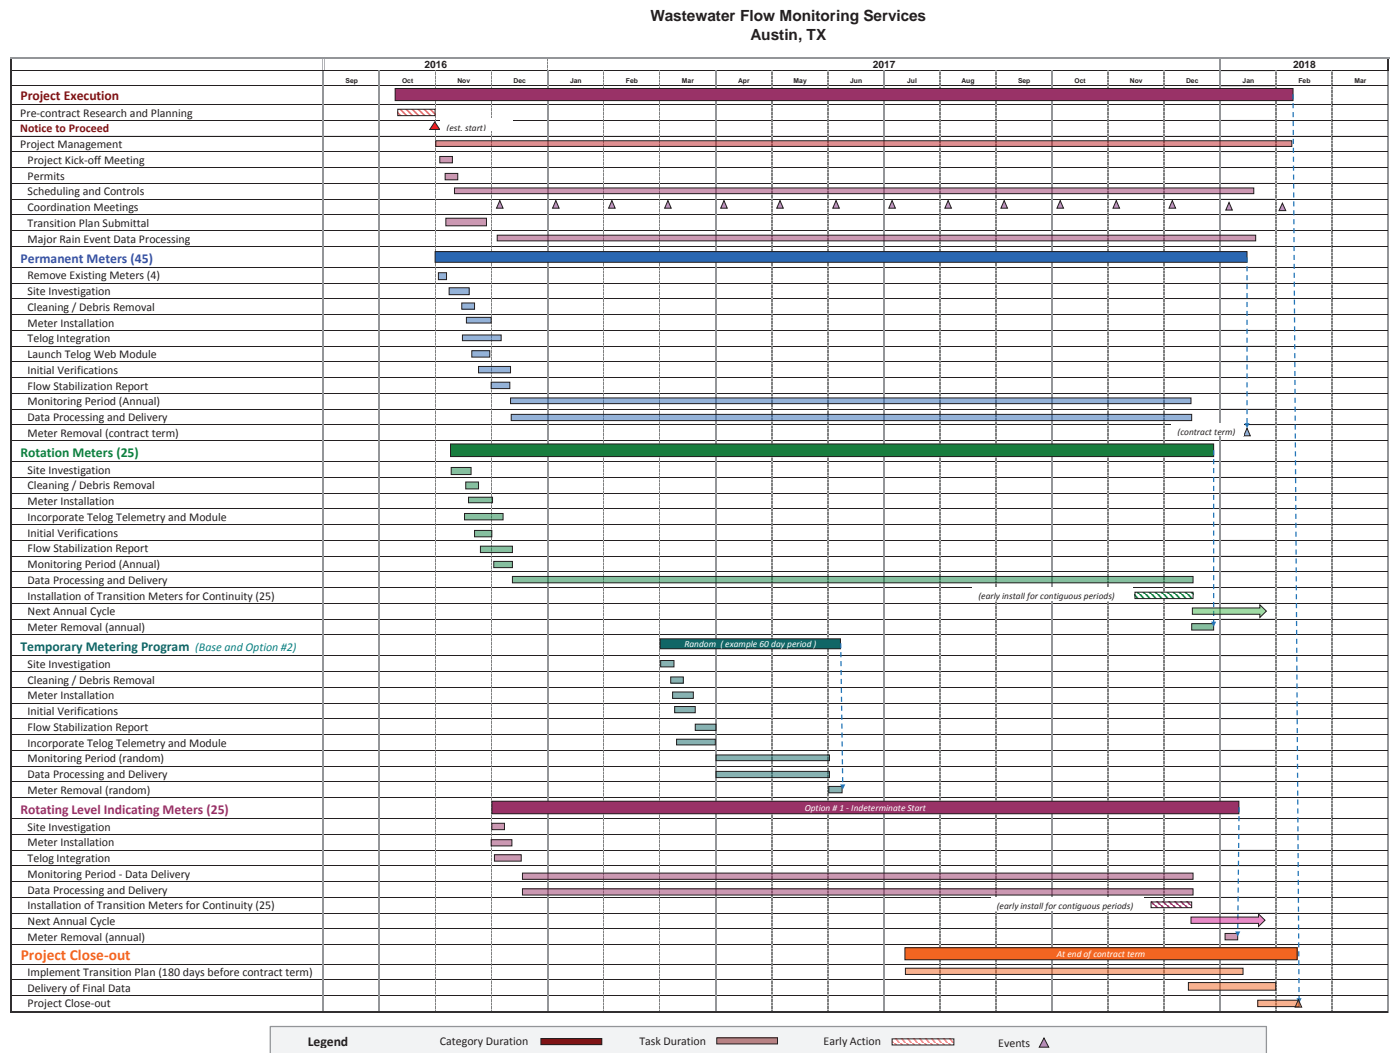 Wastewater Flow Monitoring Services
Austin, TX
2016 2017 2018
Sep Oct Nov Dec Jan Feb Mar Apr May Jun Jul Aug Sep Oct Nov Dec Jan Feb Mar
Project Execution
Pre-contract Research and Planning
Notice to Proceed (est. start)
Project Management
Project Kick-off Meeting
Permits
Scheduling and Controls
Coordination Meetings
Transition Plan Submittal
Major Rain Event Data Processing
Permanent Meters (45)
Remove Existing Meters (4)
Site Investigation
Cleaning / Debris Removal
Meter Installation
Telog Integration
Launch Telog Web Module
Initial Verifications
Flow Stabilization Report
Monitoring Period (Annual)
Data Processing and Delivery
Meter Removal (contract term) (contract term)
Rotation Meters (25)
Site Investigation
Cleaning / Debris Removal
Meter Installation
Incorporate Telog Telemetry and Module
Initial Verifications
Flow Stabilization Report
Monitoring Period (Annual)
Data Processing and Delivery
Installation of Transition Meters for Continuity (25) (early install for contiguous periods)
Next Annual Cycle
Meter Removal (annual)
Temporary Metering Program (Base and Option #2) Random ( example 60 day period )
Site Investigation
Cleaning / Debris Removal
Meter Installation
Initial Verifications
Flow Stabilization Report
Incorporate Telog Telemetry and Module
Monitoring Period (random)
Data Processing and Delivery
Meter Removal (random)
Rotating Level Indicating Meters (25) Option # 1 - Indeterminate Start
Site Investigation
Meter Installation
Telog Integration
Monitoring Period - Data Delivery
Data Processing and Delivery
Installation of Transition Meters for Continuity (25) (early install for contiguous periods)
Next Annual Cycle
Meter Removal (annual)
Project Close-out At end of contract term
Implement Transition Plan (180 days before contract term)
Delivery of Final Data
Project Close-out
Legend Category Duration Task Duration Early Action Events